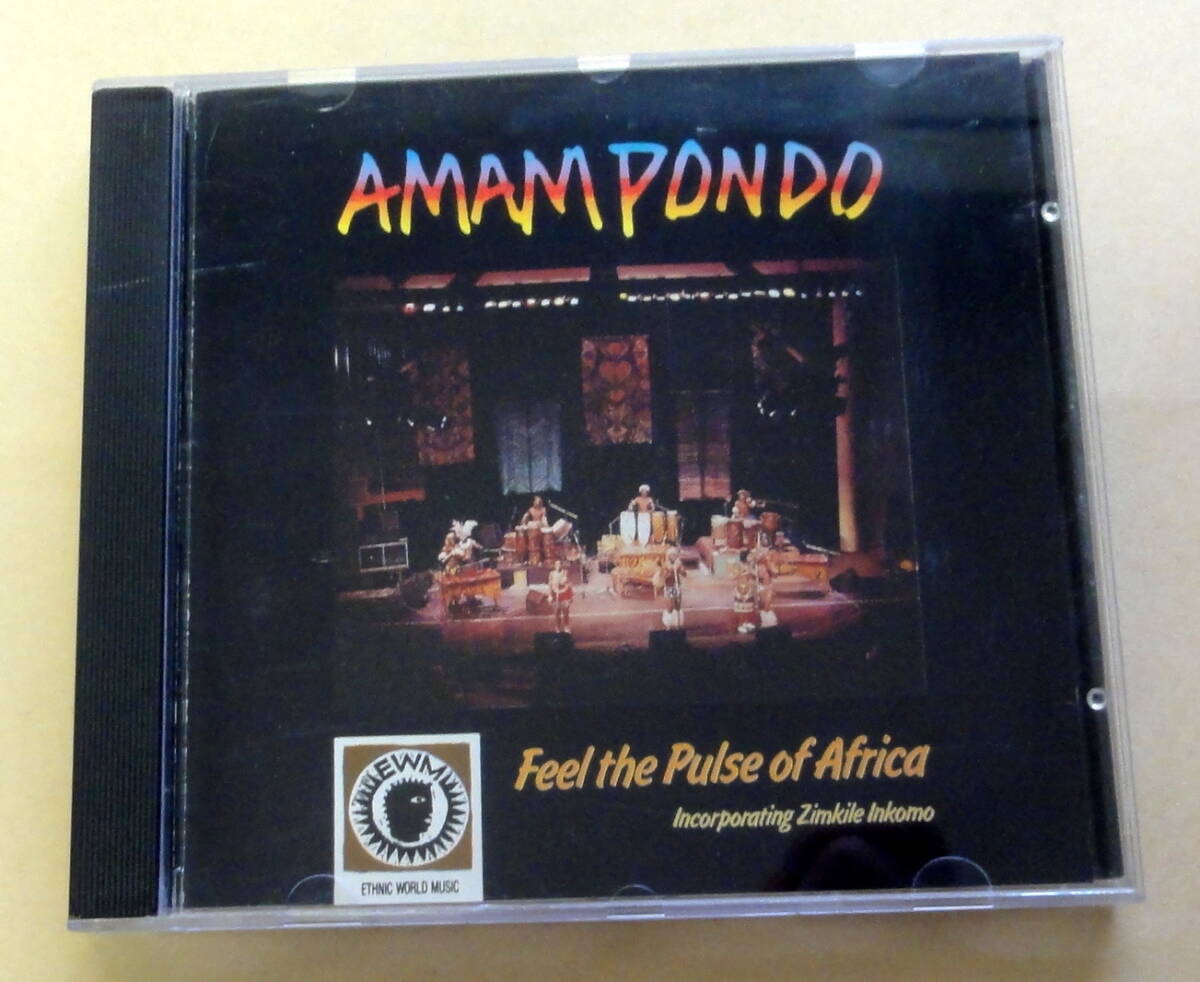 AMAMPONDO
Feel the Pulse of Africa
Incorporating Zimkile Inkomo
EWM
ETHNIC WORLD MUSIC